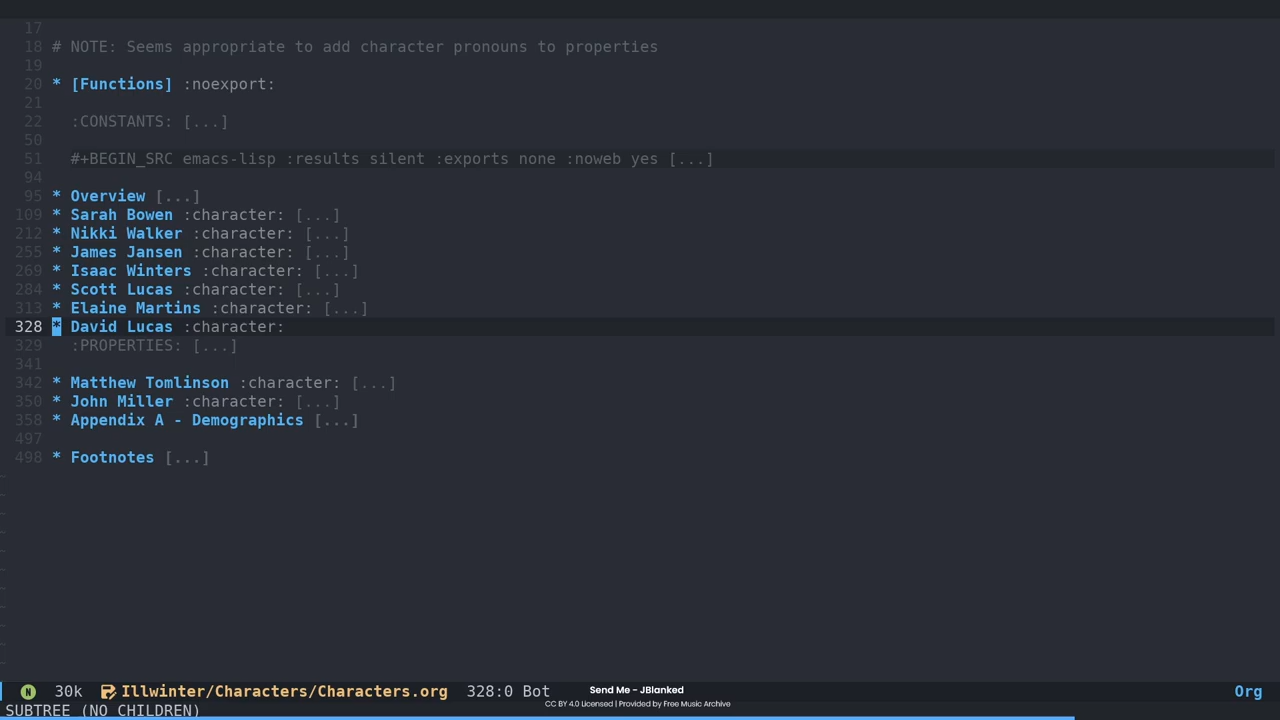 17
18 # NOTE: Seems appropriate to add character pronouns to properties
19
20 * [Functions] :noexport:
21
22 :CONSTANTS: [...]
50
51 #+BEGIN_SRC emacs-lisp :results silent :exports none :noweb yes [...]
94
95 * Overview [...]
109 * Sarah Bowen :character: [...]
212 * Nikki Walker :character: [...]
255 * James Jansen :character: [...]
269 * Isaac Winters :character: [...]
284 * Scott Lucas :character: [...]
313 * Elaine Martins :character: [...]
328 * David Lucas :character:
329 :PROPERTIES: [...]
341
342 * Matthew Tomlinson :character: [...]
350 * John Miller :character: [...]
358 * Appendix A - Demographics [...]
497
498 * Footnotes [...]
N 30k Illwinter/Characters/Characters.org 328:0 Bot Org
Send Me - JBlanked
CC BY 4.0 Licensed | Provided by Free Music Archive
SUBTREE (NO CHILDREN)